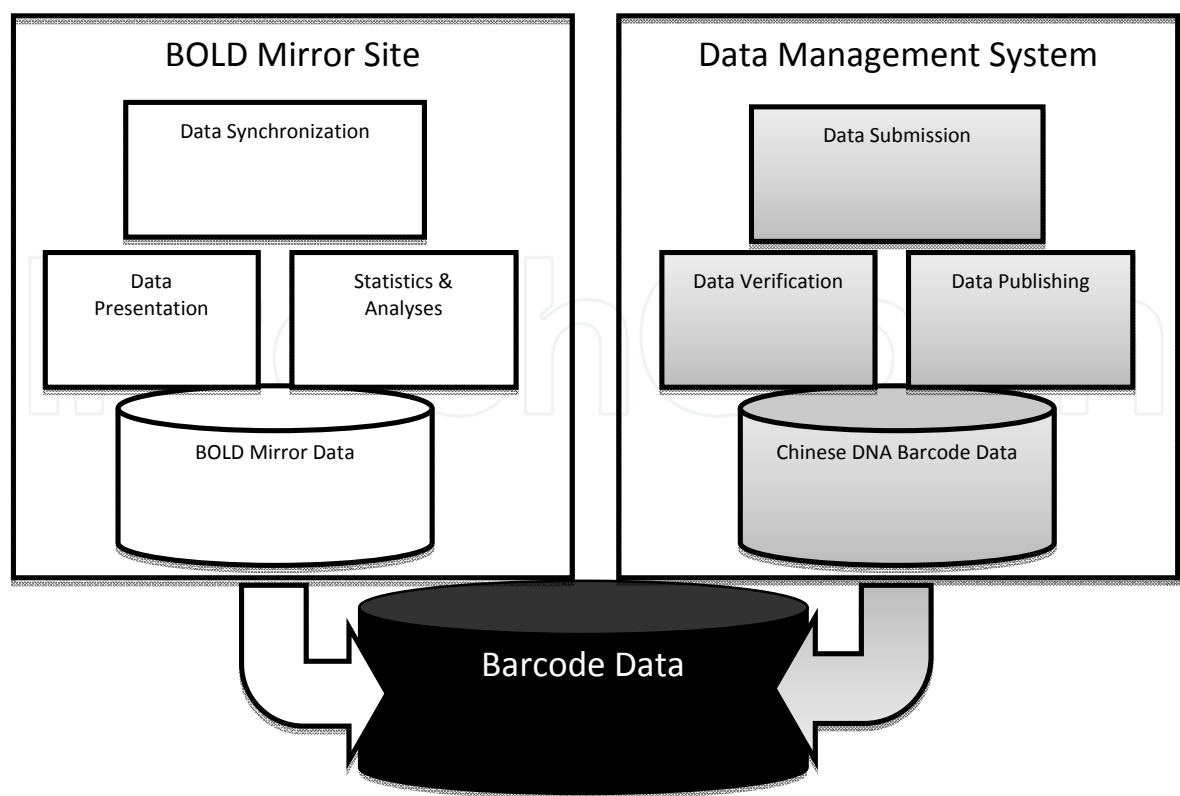 BOLD Mirror Site
Data Synchronization
Data
Presentation
Statistics &
Analyses
BOLD Mirror Data
Data Management System
Data Submission
Data Verification
Data Publishing
Chinese DNA Barcode Data
Barcode Data